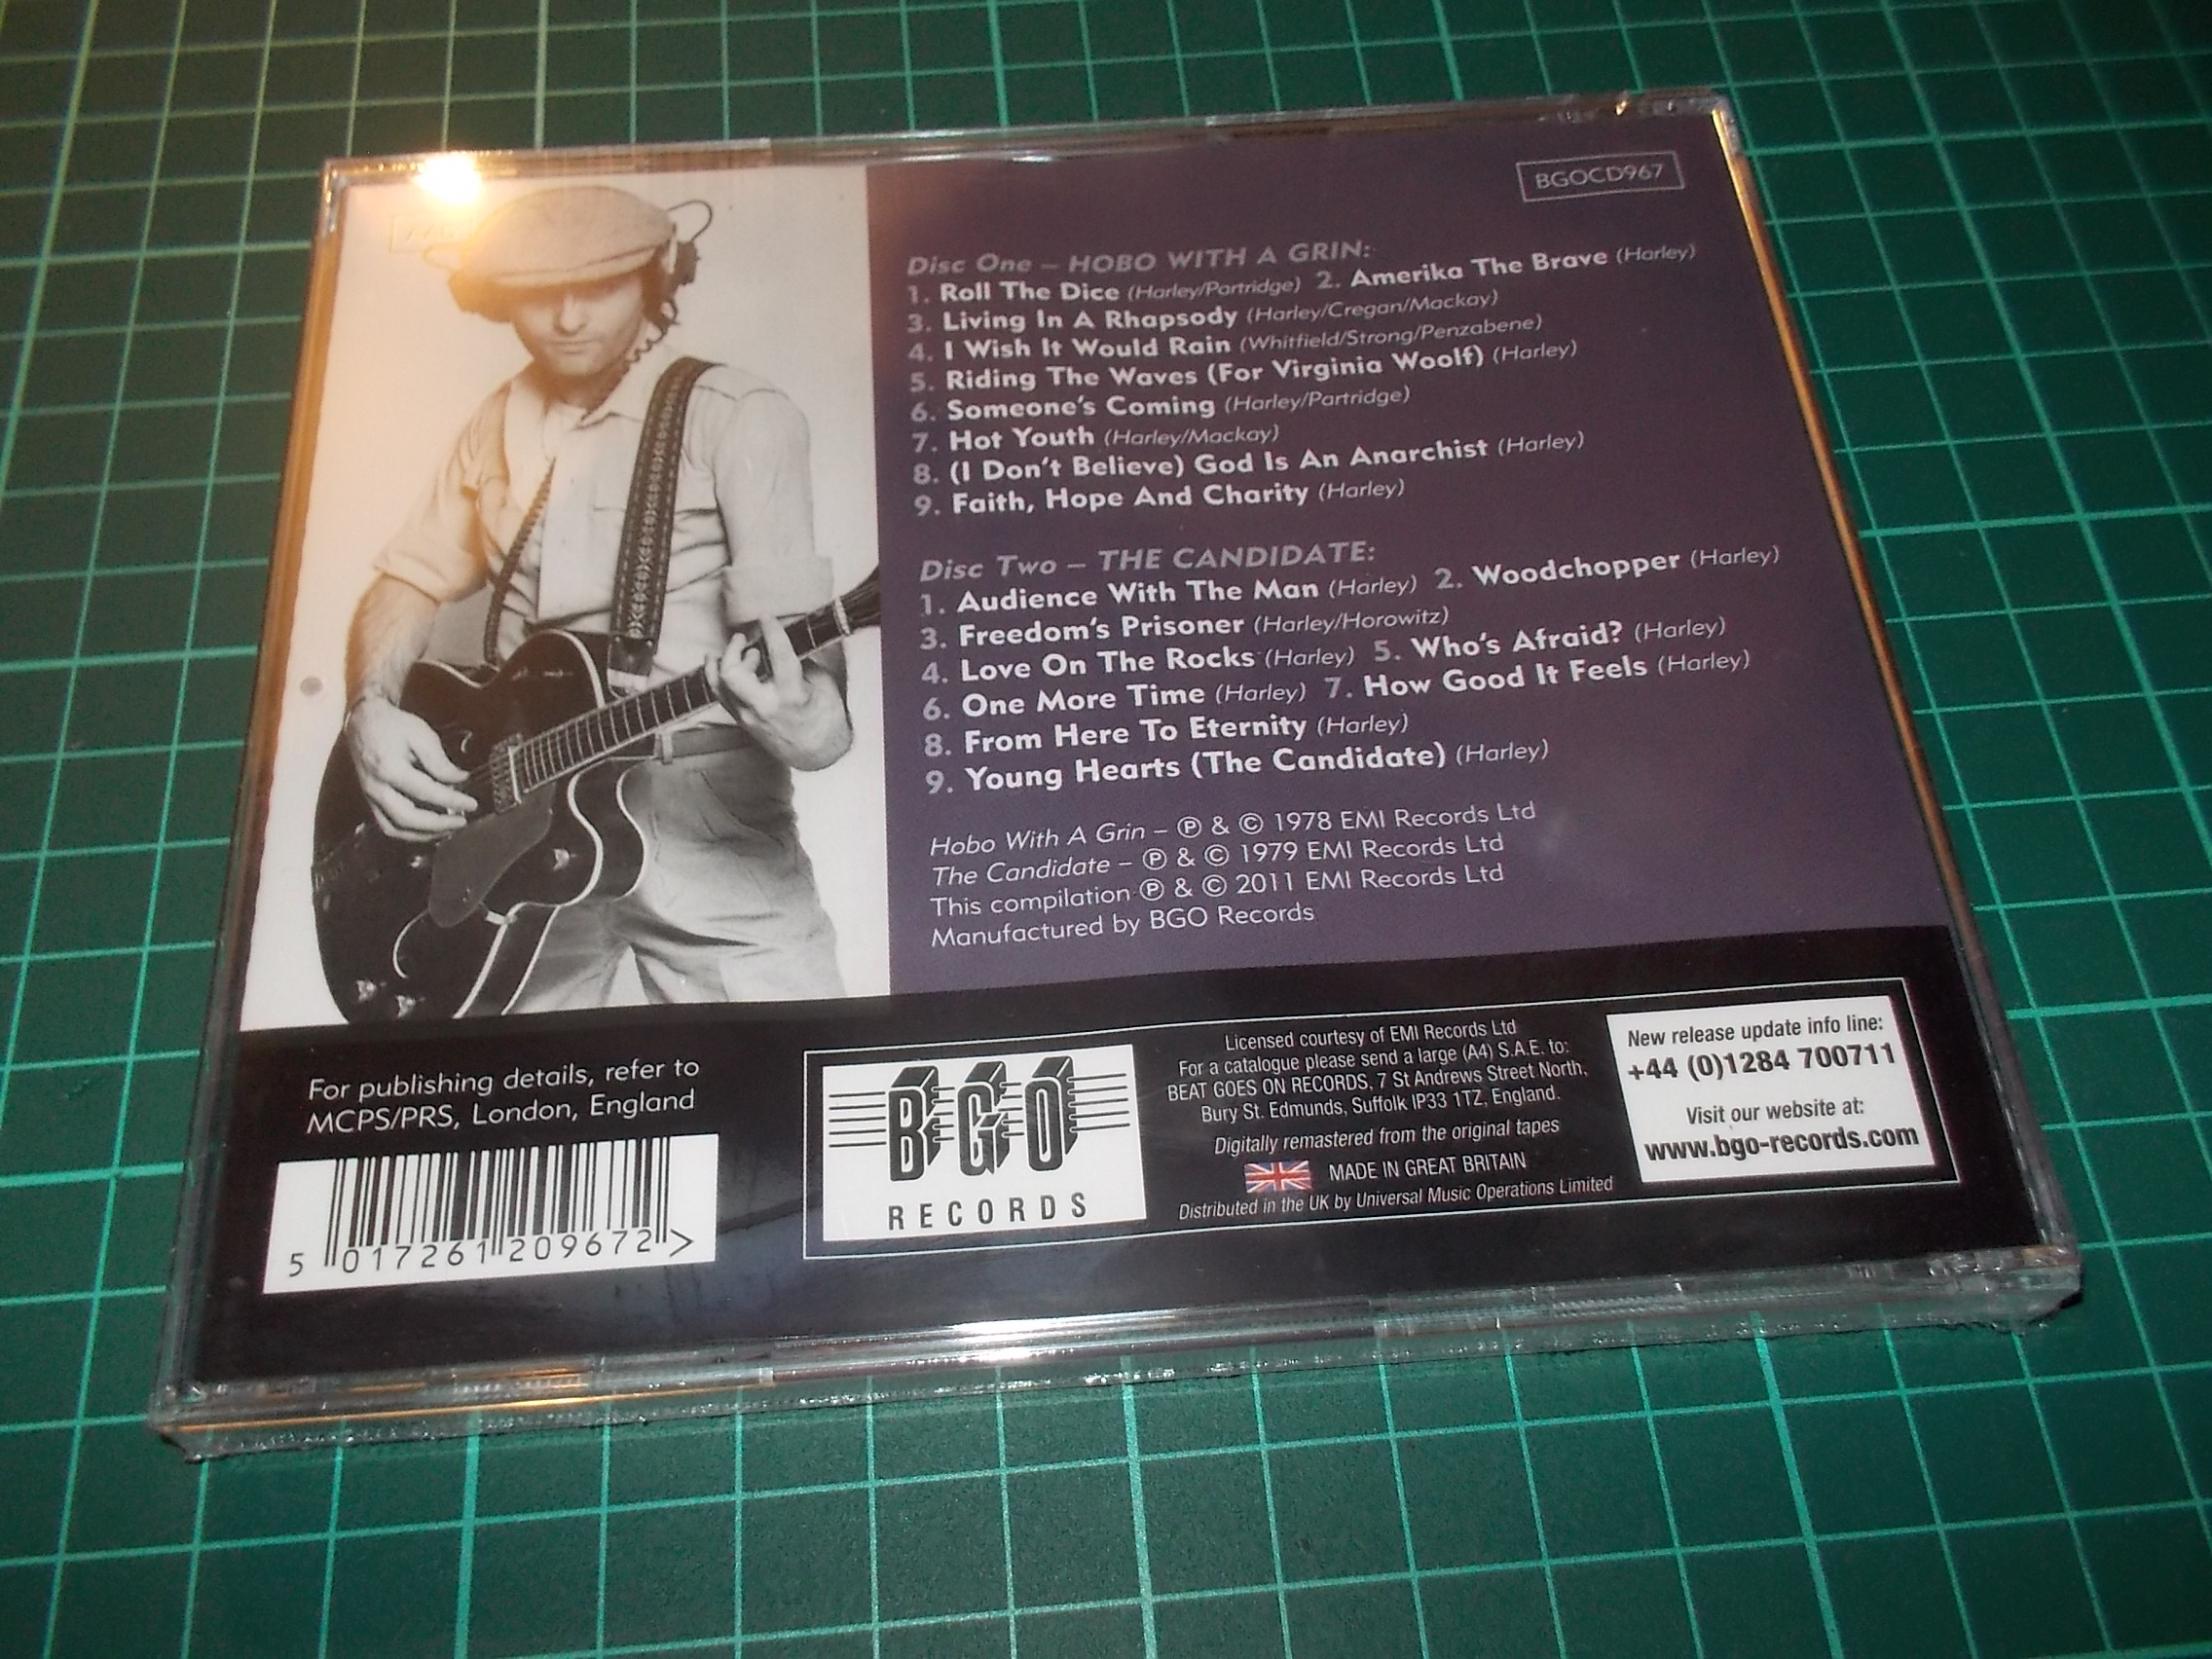 BGOCD967
Disc One – HOBO WITH A GRIN:
1. Roll The Dice (Harley/Partridge) 2. Amerika The Brave (Harley)
3. Living In A Rhapsody (Harley/Cregan/Mackay)
4. I Wish It Would Rain (Whitfield/Strong/Penzabene)
5. Riding The Waves (For Virginia Woolf) (Harley)
6. Someone's Coming (Harley/Partridge)
7. Hot Youth (Harley/Mackay)
8. (I Don't Believe) God Is An Anarchist (Harley)
9. Faith, Hope And Charity (Harley)
Disc Two – THE CANDIDATE:
1. Audience With The Man (Harley) 2. Woodchopper (Harley)
3. Freedom's Prisoner (Harley/Horowitz)
4. Love On The Rocks (Harley) 5. Who's Afraid? (Harley)
6. One More Time (Harley) 7. How Good It Feels (Harley)
8. From Here To Eternity (Harley)
9. Young Hearts (The Candidate) (Harley)
Hobo With A Grin – ℗ & © 1978 EMI Records Ltd
The Candidate – ℗ & © 1979 EMI Records Ltd
This compilation ℗ & © 2011 EMI Records Ltd
Manufactured by BGO Records
For publishing details, refer to
MCPS/PRS, London, England
5 017261 209672 >
BGO
RECORDS
Licensed courtesy of EMI Records Ltd
For a catalogue please send a large (A4) S.A.E. to:
BEAT GOES ON RECORDS, 7 St Andrews Street North,
Bury St. Edmunds, Suffolk IP33 1TZ, England.
Digitally remastered from the original tapes
MADE IN GREAT BRITAIN
Distributed in the UK by Universal Music Operations Limited
New release update info line:
+44 (0)1284 700711
Visit our website at:
www.bgo-records.com